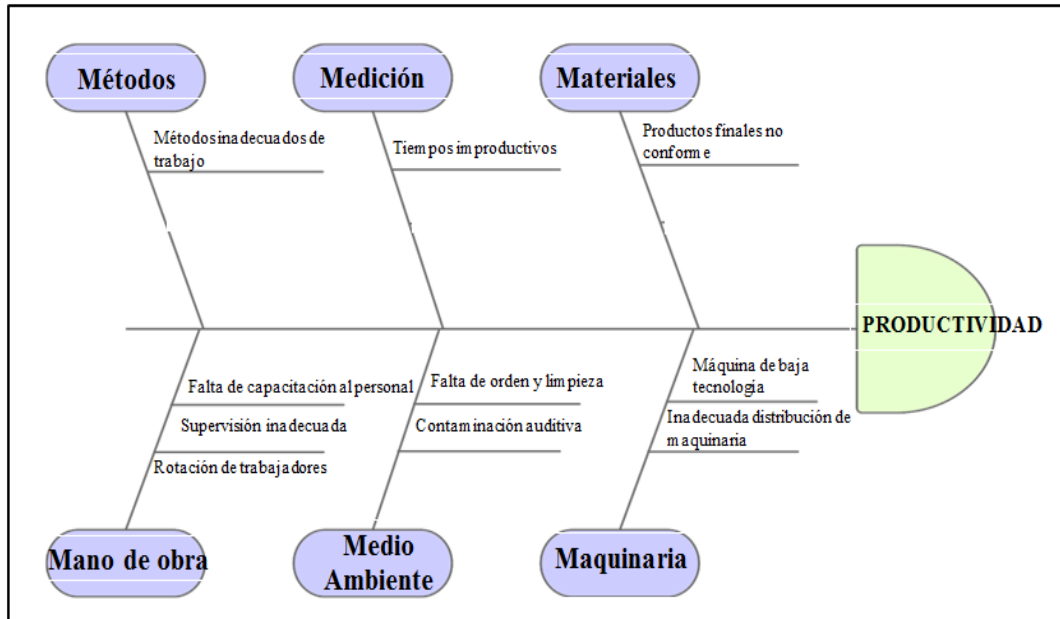 Métodos
Medición
Materiales
Métodos inadecuados de
trabajo
Tiempos improductivos
Productos finales no
conforme
PRODUCTIVIDAD
Falta de capacitación al personal
Supervisión inadecuada
Rotación de trabajadores
Falta de orden y limpieza
Contaminación auditiva
Máquina de baja
tecnología
Inadecuada distribución de
maquinaria
Mano de obra
Medio
Ambiente
Maquinaria